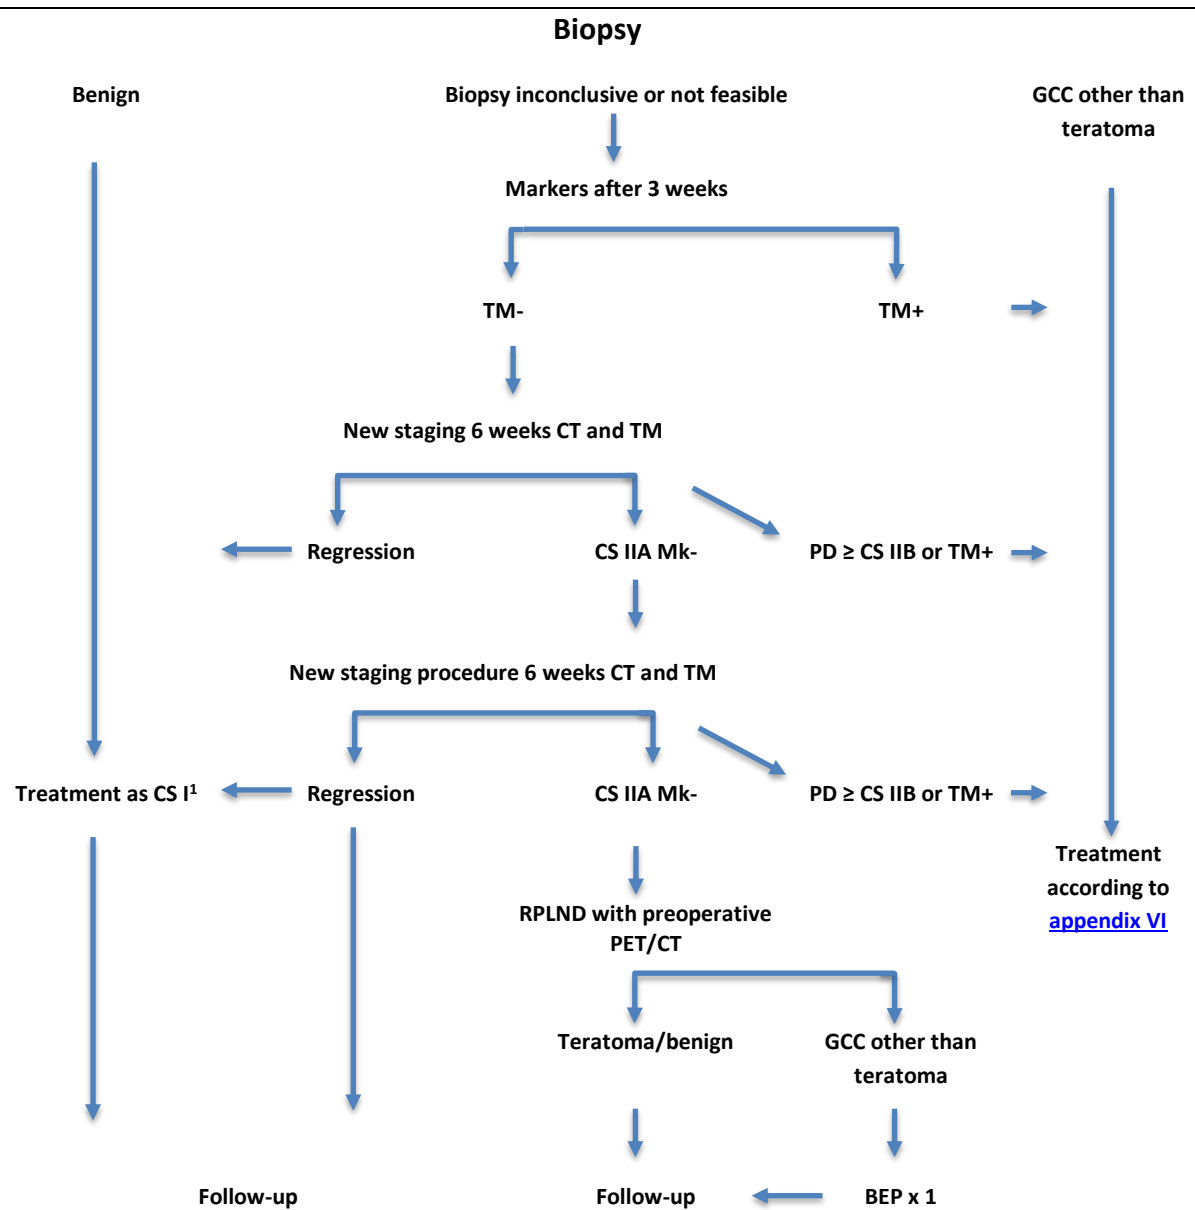 Biopsy
Benign
Biopsy inconclusive or not feasible
GCC other than
teratoma
Markers after 3 weeks
TM-
TM+
New staging 6 weeks CT and TM
Regression
CS IIA Mk-
PD ≥ CS IIB or TM+
New staging procedure 6 weeks CT and TM
Treatment as CS I¹
Regression
CS IIA Mk-
PD ≥ CS IIB or TM+
Treatment
according to
appendix VI
RPLND with preoperative
PET/CT
Teratoma/benign
GCC other than
teratoma
Follow-up
Follow-up
BEP x 1